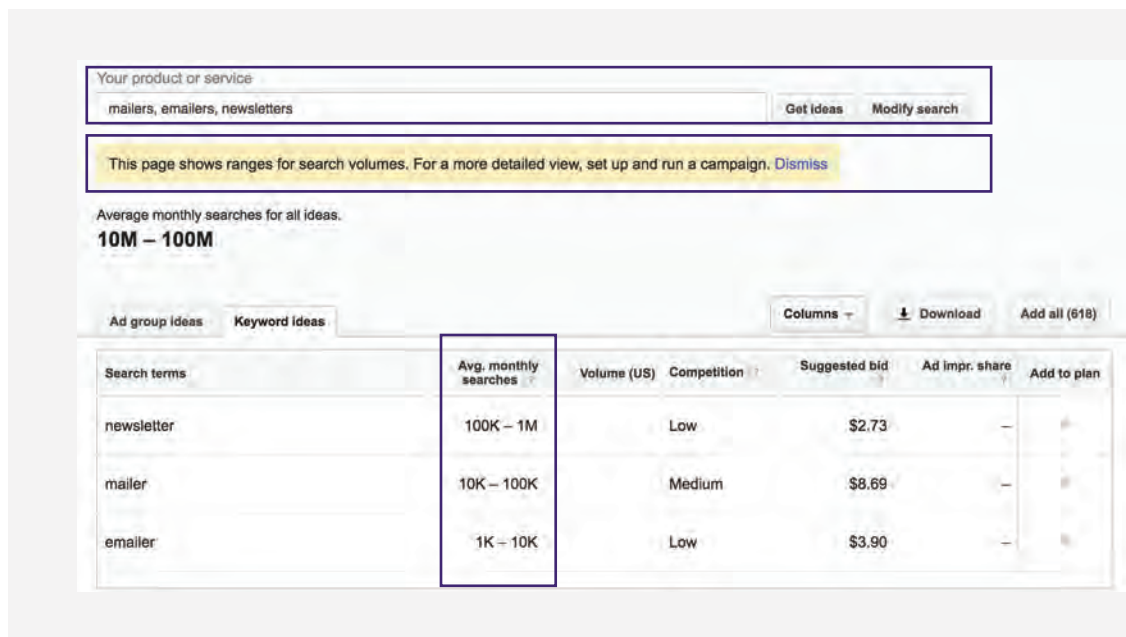 Your product or service
mailers, emailers, newsletters Get ideas Modify search
This page shows ranges for search volumes. For a more detailed view, set up and run a campaign. Dismiss
Average monthly searches for all ideas.
10M – 100M
Ad group ideas Keyword ideas Columns Download Add all (618)
Search terms Avg. monthly searches Volume (US) Competition Suggested bid Ad impr. share Add to plan
newsletter 100K – 1M Low $2.73 –
mailer 10K – 100K Medium $8.69 –
emailer 1K – 10K Low $3.90 –